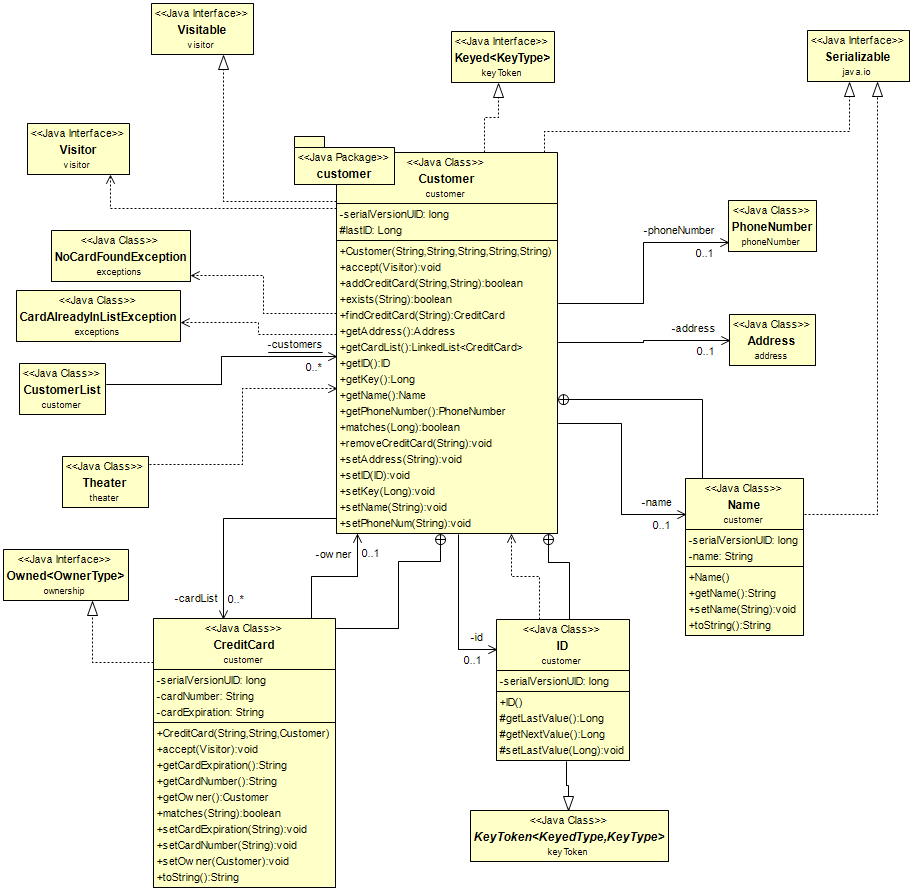 <<Java Interface>>
Visitable
visitor
<<Java Interface>>
Keyed<KeyType>
keyToken
<<Java Interface>>
Serializable
java.io
<<Java Interface>>
Visitor
visitor
<<Java Package>>
customer
<<Java Class>>
Customer
customer
-serialVersionUID: long
#lastID: Long
+Customer(String,String,String,String,String)
+accept(Visitor):void
+addCreditCard(String,String):boolean
+exists(String):boolean
+findCreditCard(String):CreditCard
+getAddress():Address
+getCardList():LinkedList<CreditCard>
+getID():ID
+getKey():Long
+getName():Name
+getPhoneNumber():PhoneNumber
+matches(Long):boolean
+removeCreditCard(String):void
+setAddress(String):void
+setID(ID):void
+setKey(Long):void
+setName(String):void
+setPhoneNum(String):void
<<Java Class>>
NoCardFoundException
exceptions
<<Java Class>>
CardAlreadyInListException
exceptions
-customers
0..*
<<Java Class>>
CustomerList
customer
<<Java Class>>
Theater
theater
-phoneNumber
0..1
<<Java Class>>
PhoneNumber
phoneNumber
-address
0..1
<<Java Class>>
Address
address
-name
0..1
<<Java Class>>
Name
customer
-serialVersionUID: long
-name: String
+Name()
+getName():String
+setName(String):void
+toString():String
<<Java Interface>>
Owned<OwnerType>
ownership
-owner
0..1
-cardList
0..*
<<Java Class>>
CreditCard
customer
-serialVersionUID: long
-cardNumber: String
-cardExpiration: String
+CreditCard(String,String,Customer)
+accept(Visitor):void
+getCardExpiration():String
+getCardNumber():String
+getOwner():Customer
+matches(String):boolean
+setCardExpiration(String):void
+setCardNumber(String):void
+setOwner(Customer):void
+toString():String
-id
0..1
<<Java Class>>
ID
customer
-serialVersionUID: long
+ID()
#getLastValue():Long
#getNextValue():Long
#setLastValue(Long):void
<<Java Class>>
KeyToken<KeyedType,KeyType>
keyToken